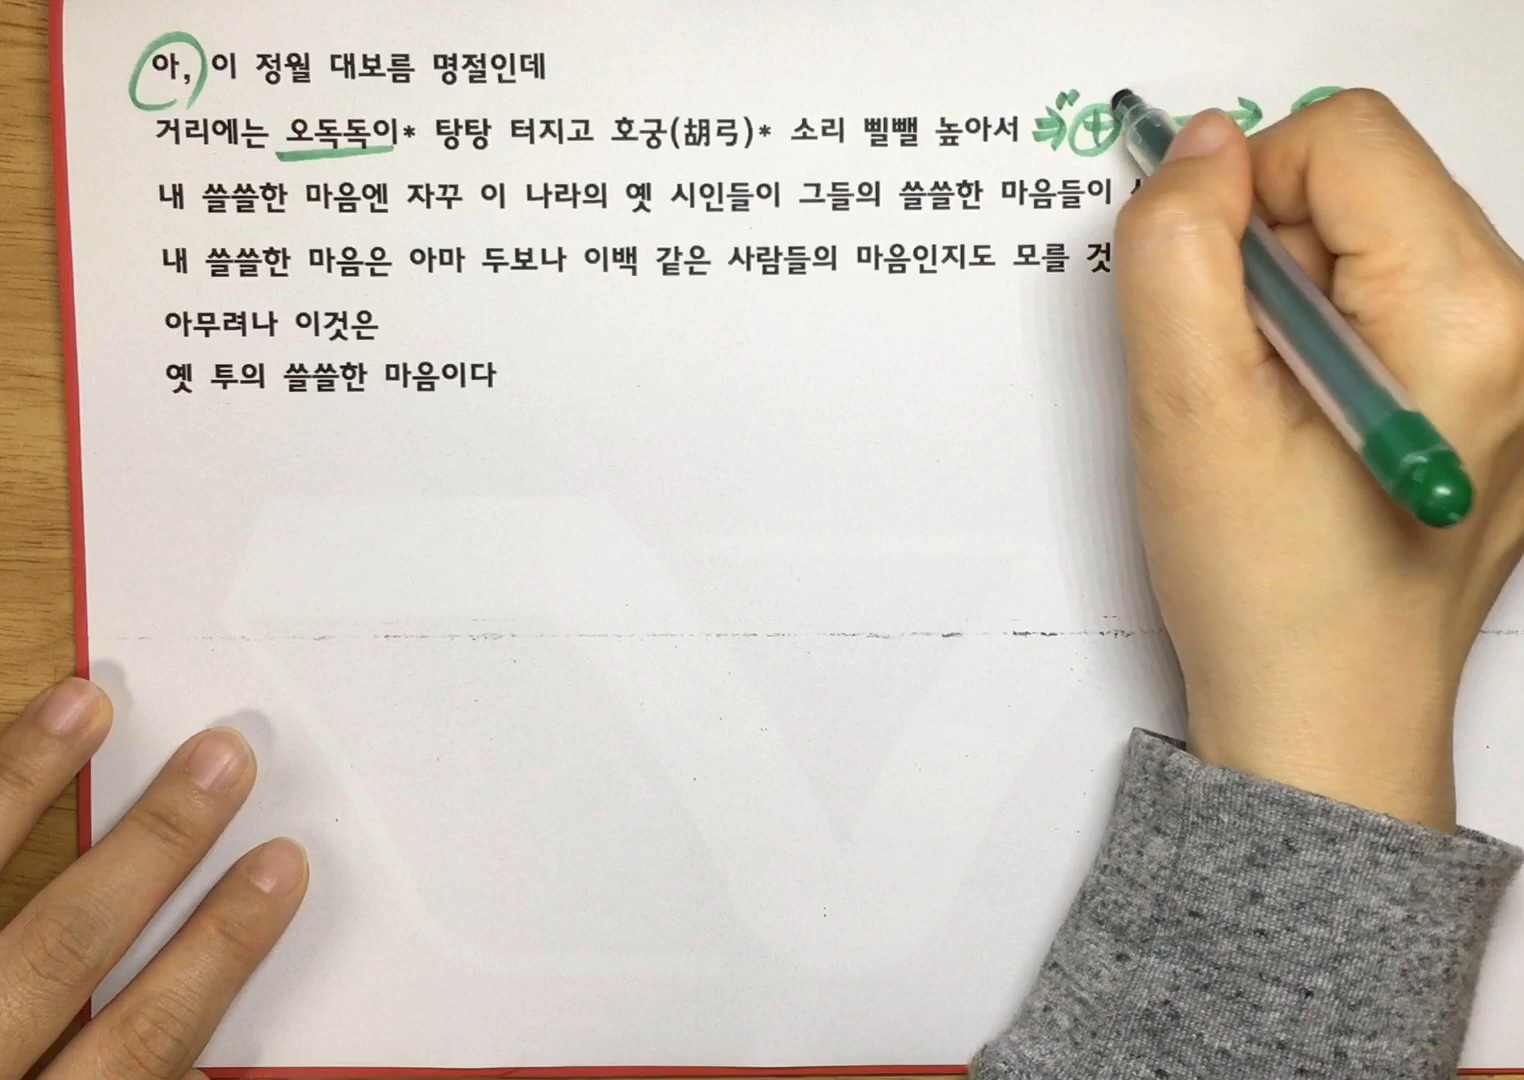 아, 이 정월 대보름 명절인데
거리에는 오독독이* 탕탕 터지고 호궁(胡弓)* 소리 삘뺄 높아서
내 쓸쓸한 마음엔 자꾸 이 나라의 옛 시인들이 그들의 쓸쓸한 마음들이
내 쓸쓸한 마음은 아마 두보나 이백 같은 사람들의 마음인지도 모를 것
아무려나 이것은
옛 투의 쓸쓸한 마음이다